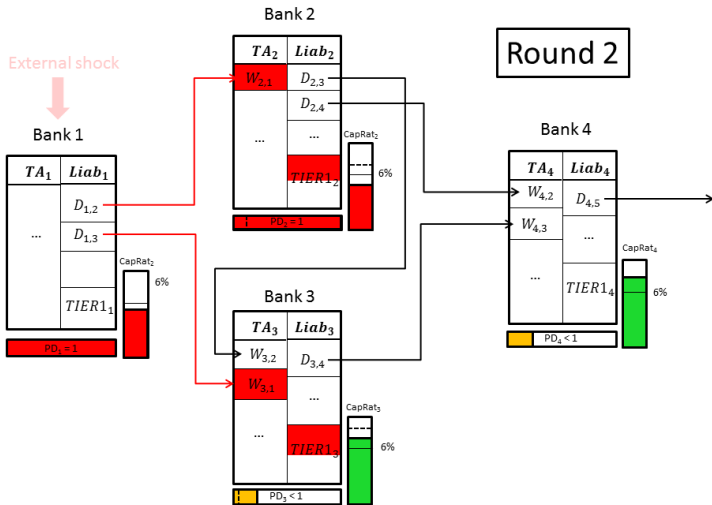 Bank 2
Round 2
External shock
TA₂ Liab₂
W₂,₁ D₂,₃
D₂,₄
... ...
TIER1₂
CapRat₂
6%
PD₂ = 1
Bank 1
TA₁ Liab₁
D₁,₂
... D₁,₃
TIER1₁
CapRat₂
6%
PD₁ = 1
Bank 4
TA₄ Liab₄
W₄,₂ D₄,₅
W₄,₃ ...
... TIER1₄
CapRat₄
6%
PD₄ < 1
Bank 3
TA₃ Liab₃
W₃,₂ D₃,₄
W₃,₁ ...
... TIER1₃
CapRat₃
6%
PD₃ < 1